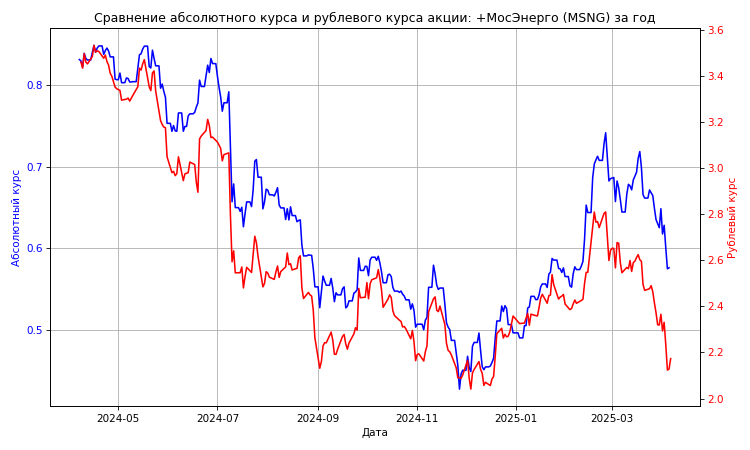 Сравнение абсолютного курса и рублевого курса акции: +МосЭнерго (MSNG) за год
Абсолютный курс
0.8
0.7
0.6
0.5
3.6
3.4
3.2
3.0
2.8
2.6
2.4
2.2
2.0
Рублевый курс
2024-05 2024-07 2024-09 2024-11 2025-01 2025-03
Дата